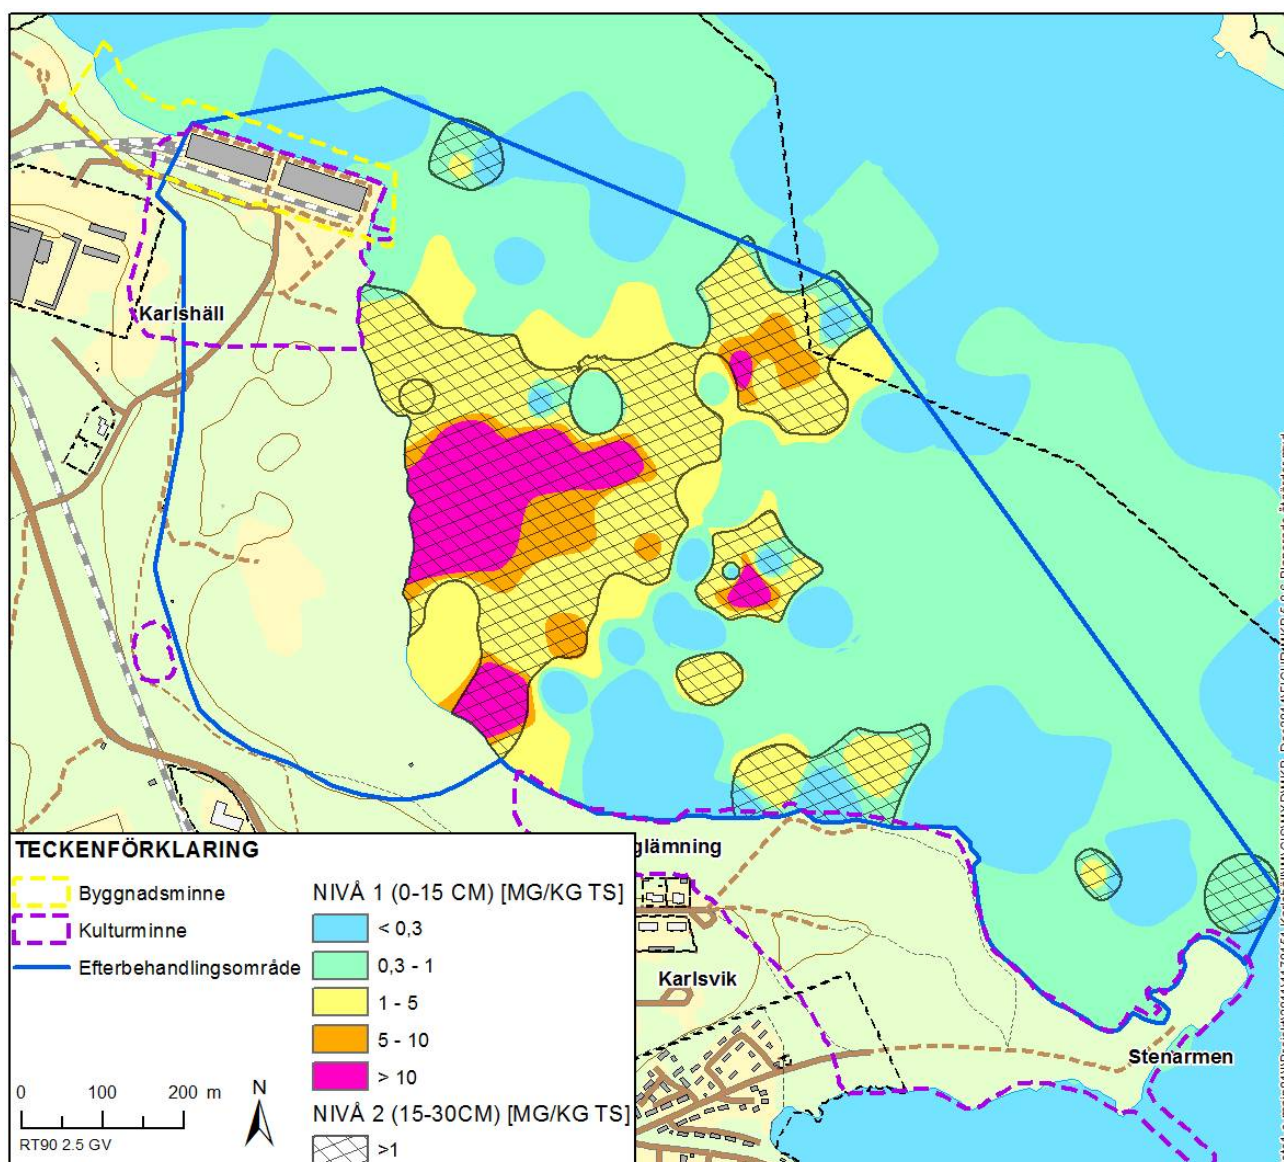 Karlshäll
TECKENFÖRKLARING
Byggnadsminne
Kulturminne
Efterbehandlingsområde
0 100 200 m
N
RT90 2.5 GV
NIVÅ 1 (0-15 CM) [MG/KG TS]
< 0,3
0,3 - 1
1 - 5
5 - 10
> 10
NIVÅ 2 (15-30CM) [MG/KG TS]
>1
glämning
Karlsvik
Stenarmen